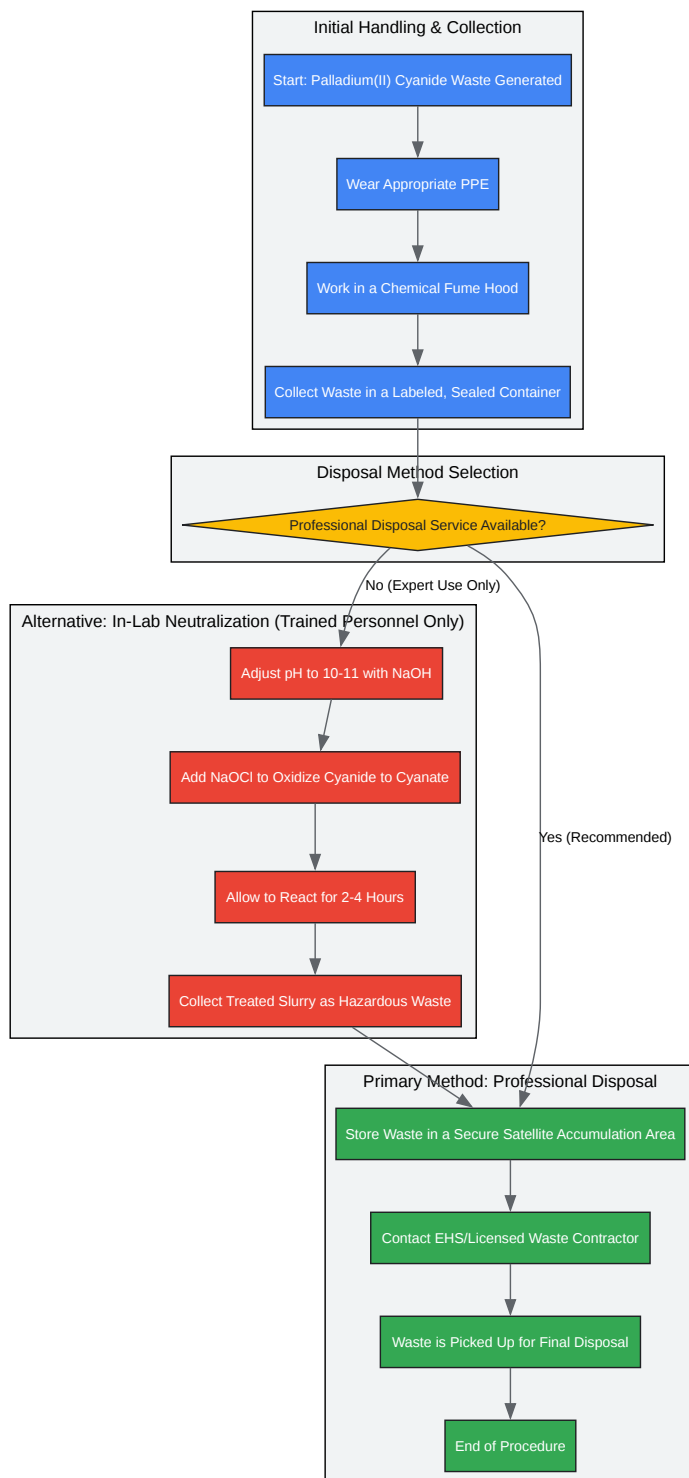 Initial Handling & Collection
Start: Palladium(II) Cyanide Waste Generated
Wear Appropriate PPE
Work in a Chemical Fume Hood
Collect Waste in a Labeled, Sealed Container
Disposal Method Selection
Professional Disposal Service Available?
No (Expert Use Only)
Alternative: In-Lab Neutralization (Trained Personnel Only)
Adjust pH to 10-11 with NaOH
Add NaOCl to Oxidize Cyanide to Cyanate
Yes (Recommended)
Allow to React for 2-4 Hours
Collect Treated Slurry as Hazardous Waste
Primary Method: Professional Disposal
Store Waste in a Secure Satellite Accumulation Area
Contact EHS/Licensed Waste Contractor
Waste is Picked Up for Final Disposal
End of Procedure